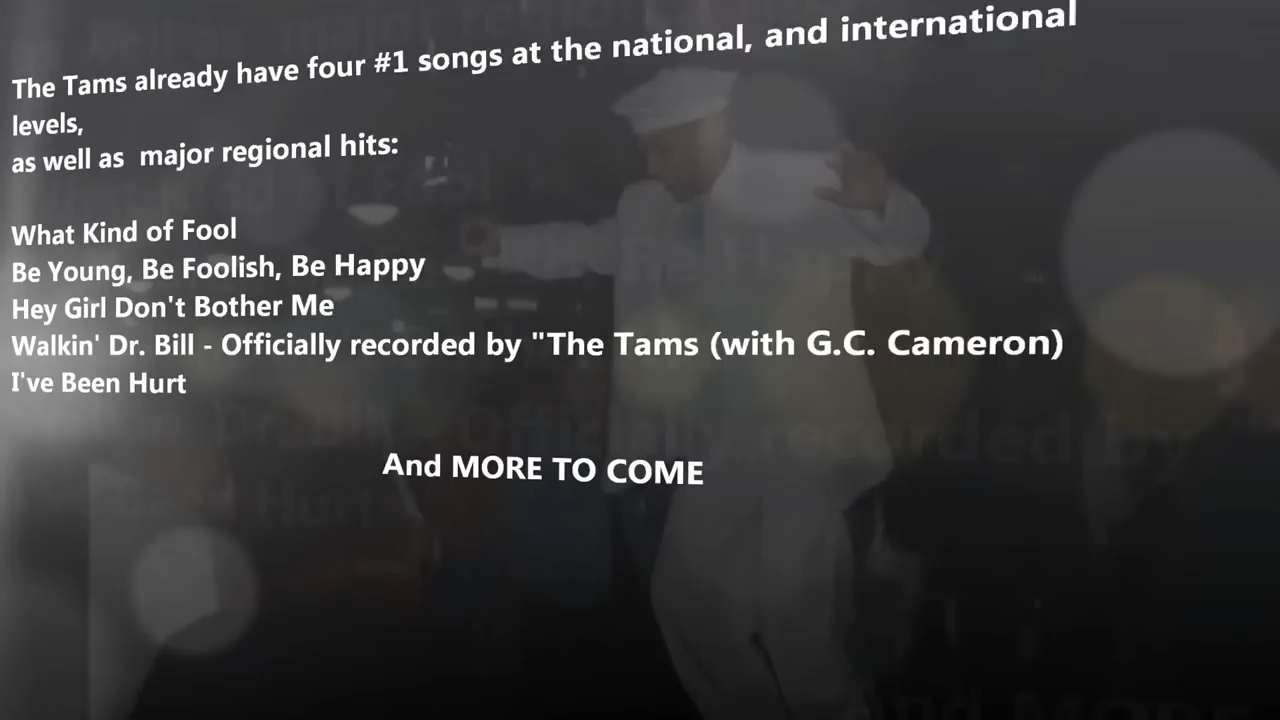 The Tams already have four #1 songs at the national, and international
levels,
as well as  major regional hits:
What Kind of Fool
Be Young, Be Foolish, Be Happy
Hey Girl Don't Bother Me
Walkin' Dr. Bill - Officially recorded by "The Tams (with G.C. Cameron)
I've Been Hurt
And MORE TO COME